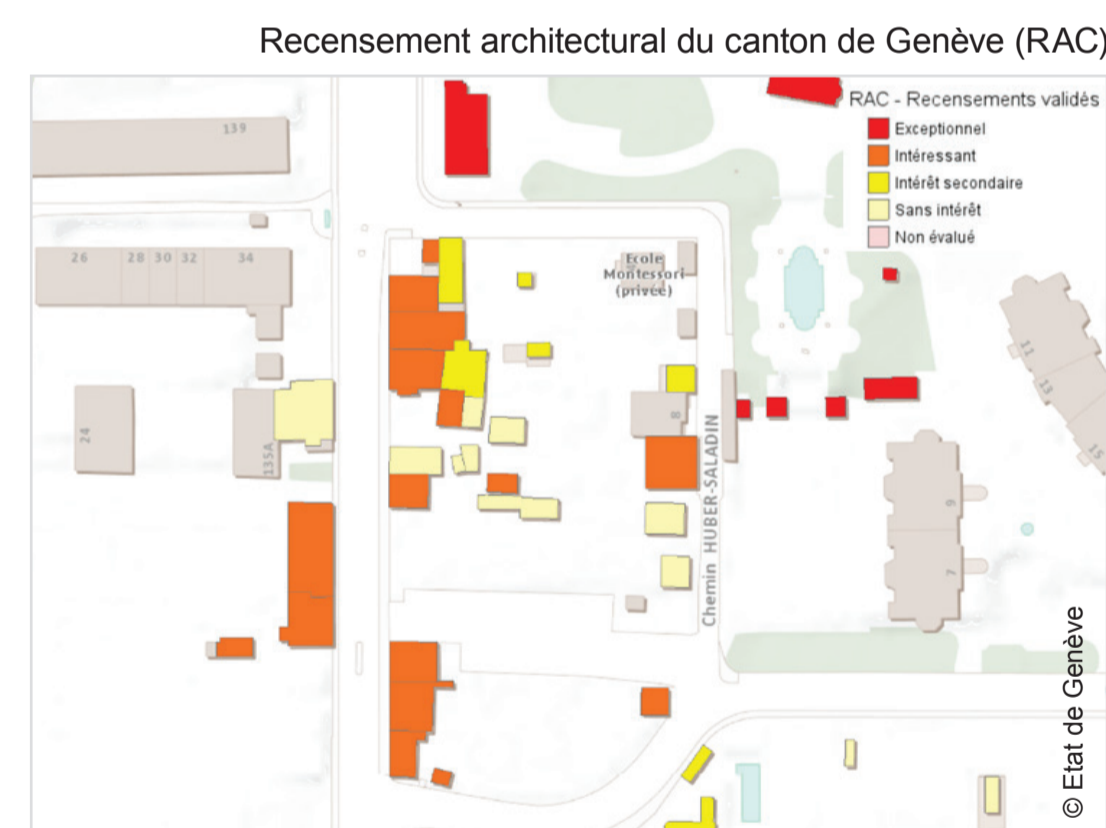 Recensement architectural du canton de Genève (RAC)
RAC - Recensements validés
Exceptionnel
Intéressant
Intérêt secondaire
Sans intérêt
Non évalué
139
26 28 30 32 34
Ecole
Montessori
(privée)
11
13
15
24
135A
8
Chemin HUBER-SALADIN
9
7
© Etat de Genève